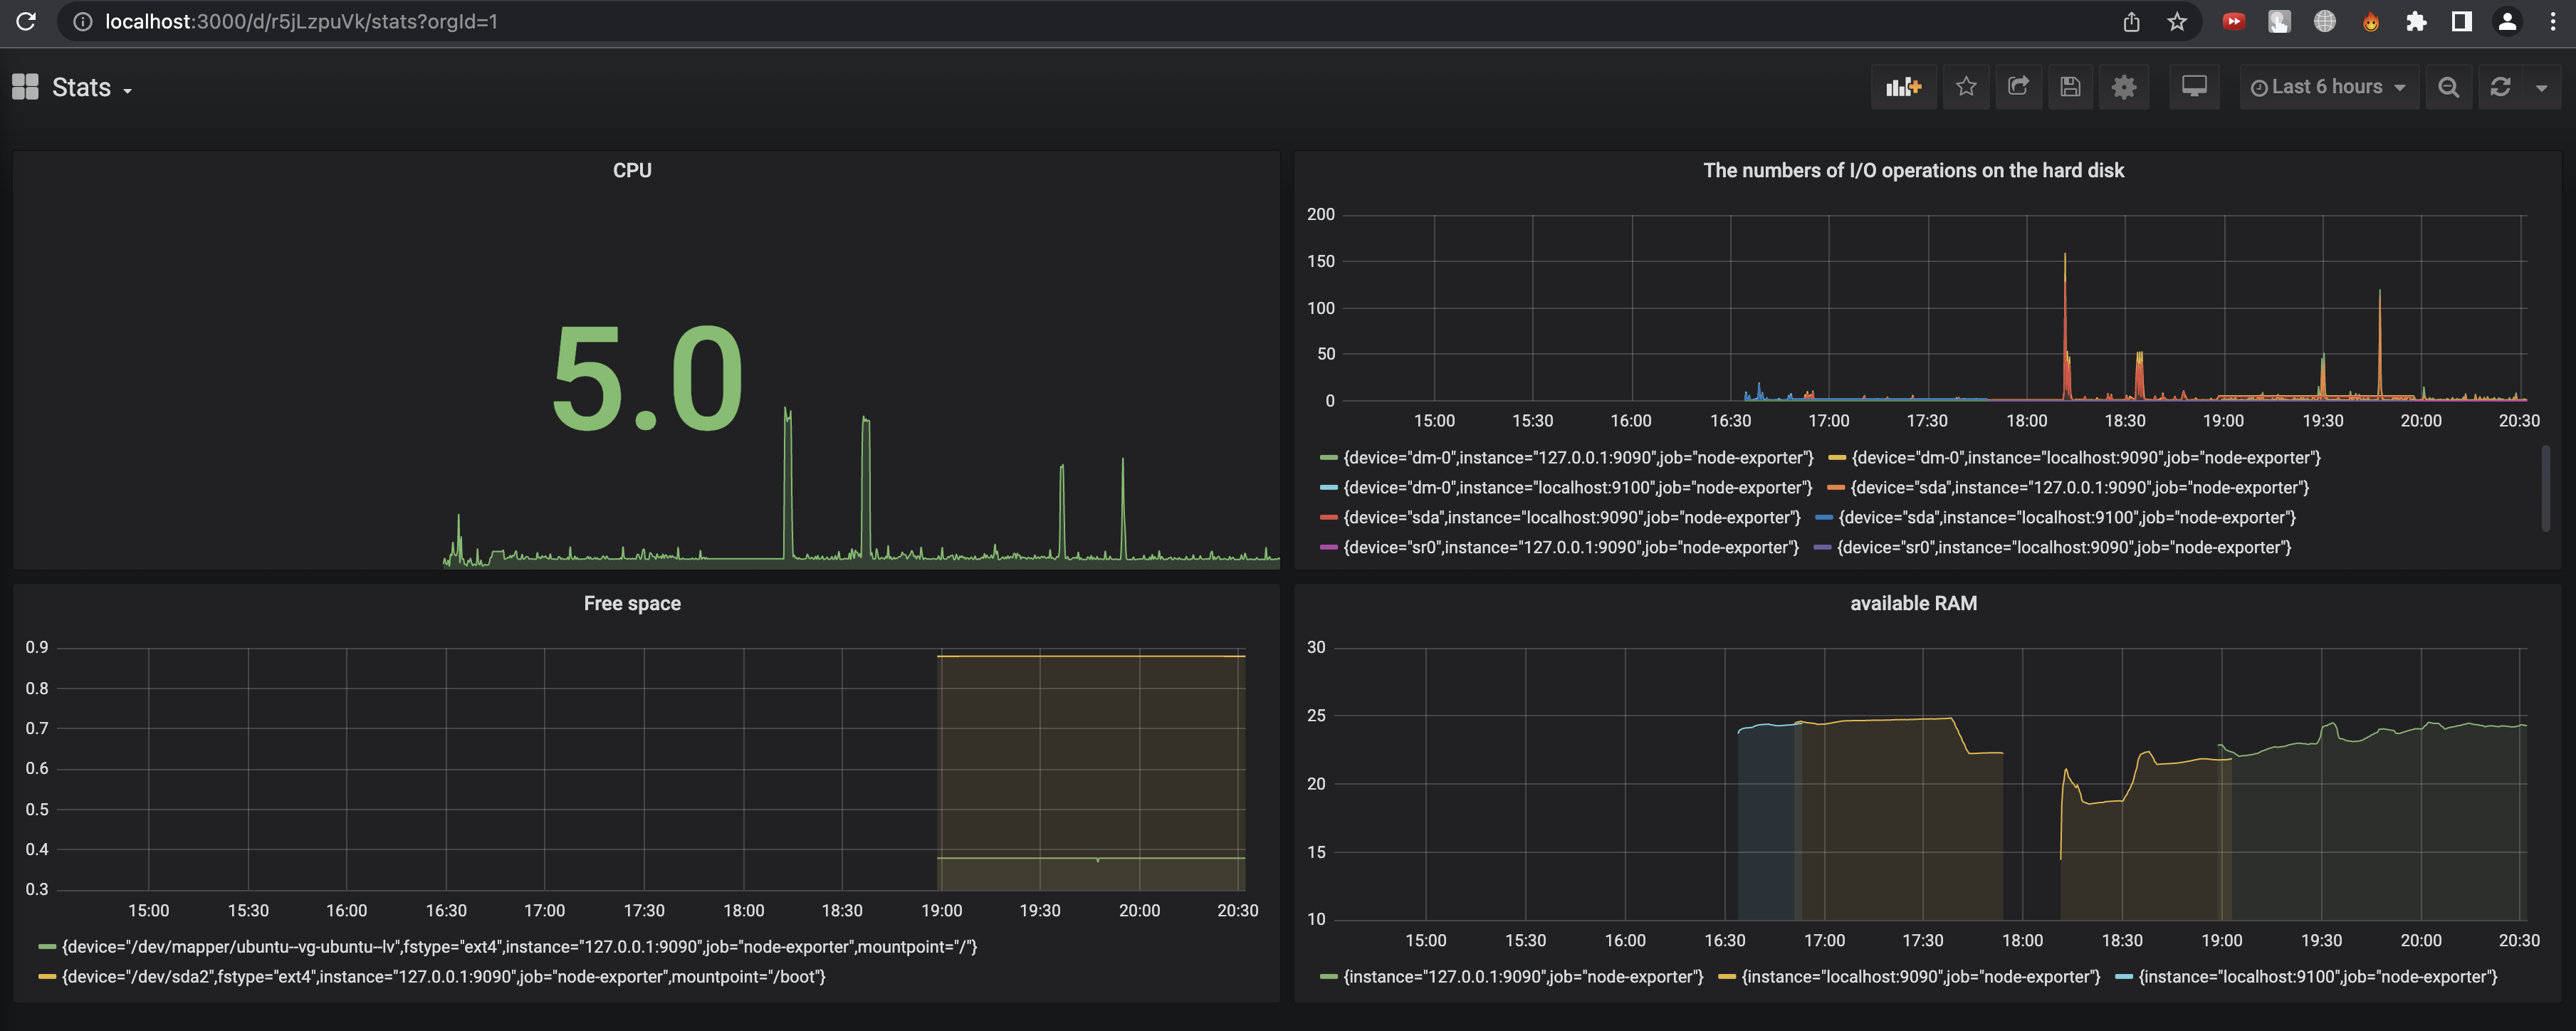 localhost:3000/d/r5jLzpuVk/stats?orgId=1
Stats
Last 6 hours
CPU
5.0
The numbers of I/O operations on the hard disk
200
150
100
50
0
15:00 15:30 16:00 16:30 17:00 17:30 18:00 18:30 19:00 19:30 20:00 20:30
{device="dm-0",instance="127.0.0.1:9090",job="node-exporter"} {device="dm-0",instance="localhost:9090",job="node-exporter"}
{device="dm-0",instance="localhost:9100",job="node-exporter"} {device="sda",instance="127.0.0.1:9090",job="node-exporter"}
{device="sda",instance="localhost:9090",job="node-exporter"} {device="sda",instance="localhost:9100",job="node-exporter"}
{device="sr0",instance="127.0.0.1:9090",job="node-exporter"} {device="sr0",instance="localhost:9090",job="node-exporter"}
Free space
0.9
0.8
0.7
0.6
0.5
0.4
0.3
15:00 15:30 16:00 16:30 17:00 17:30 18:00 18:30 19:00 19:30 20:00 20:30
{device="/dev/mapper/ubuntu--vg-ubuntu--lv",fstype="ext4",instance="127.0.0.1:9090",job="node-exporter",mountpoint="/"}
{device="/dev/sda2",fstype="ext4",instance="127.0.0.1:9090",job="node-exporter",mountpoint="/boot"}
available RAM
30
25
20
15
10
15:00 15:30 16:00 16:30 17:00 17:30 18:00 18:30 19:00 19:30 20:00 20:30
{instance="127.0.0.1:9090",job="node-exporter"} {instance="localhost:9090",job="node-exporter"} {instance="localhost:9100",job="node-exporter"}